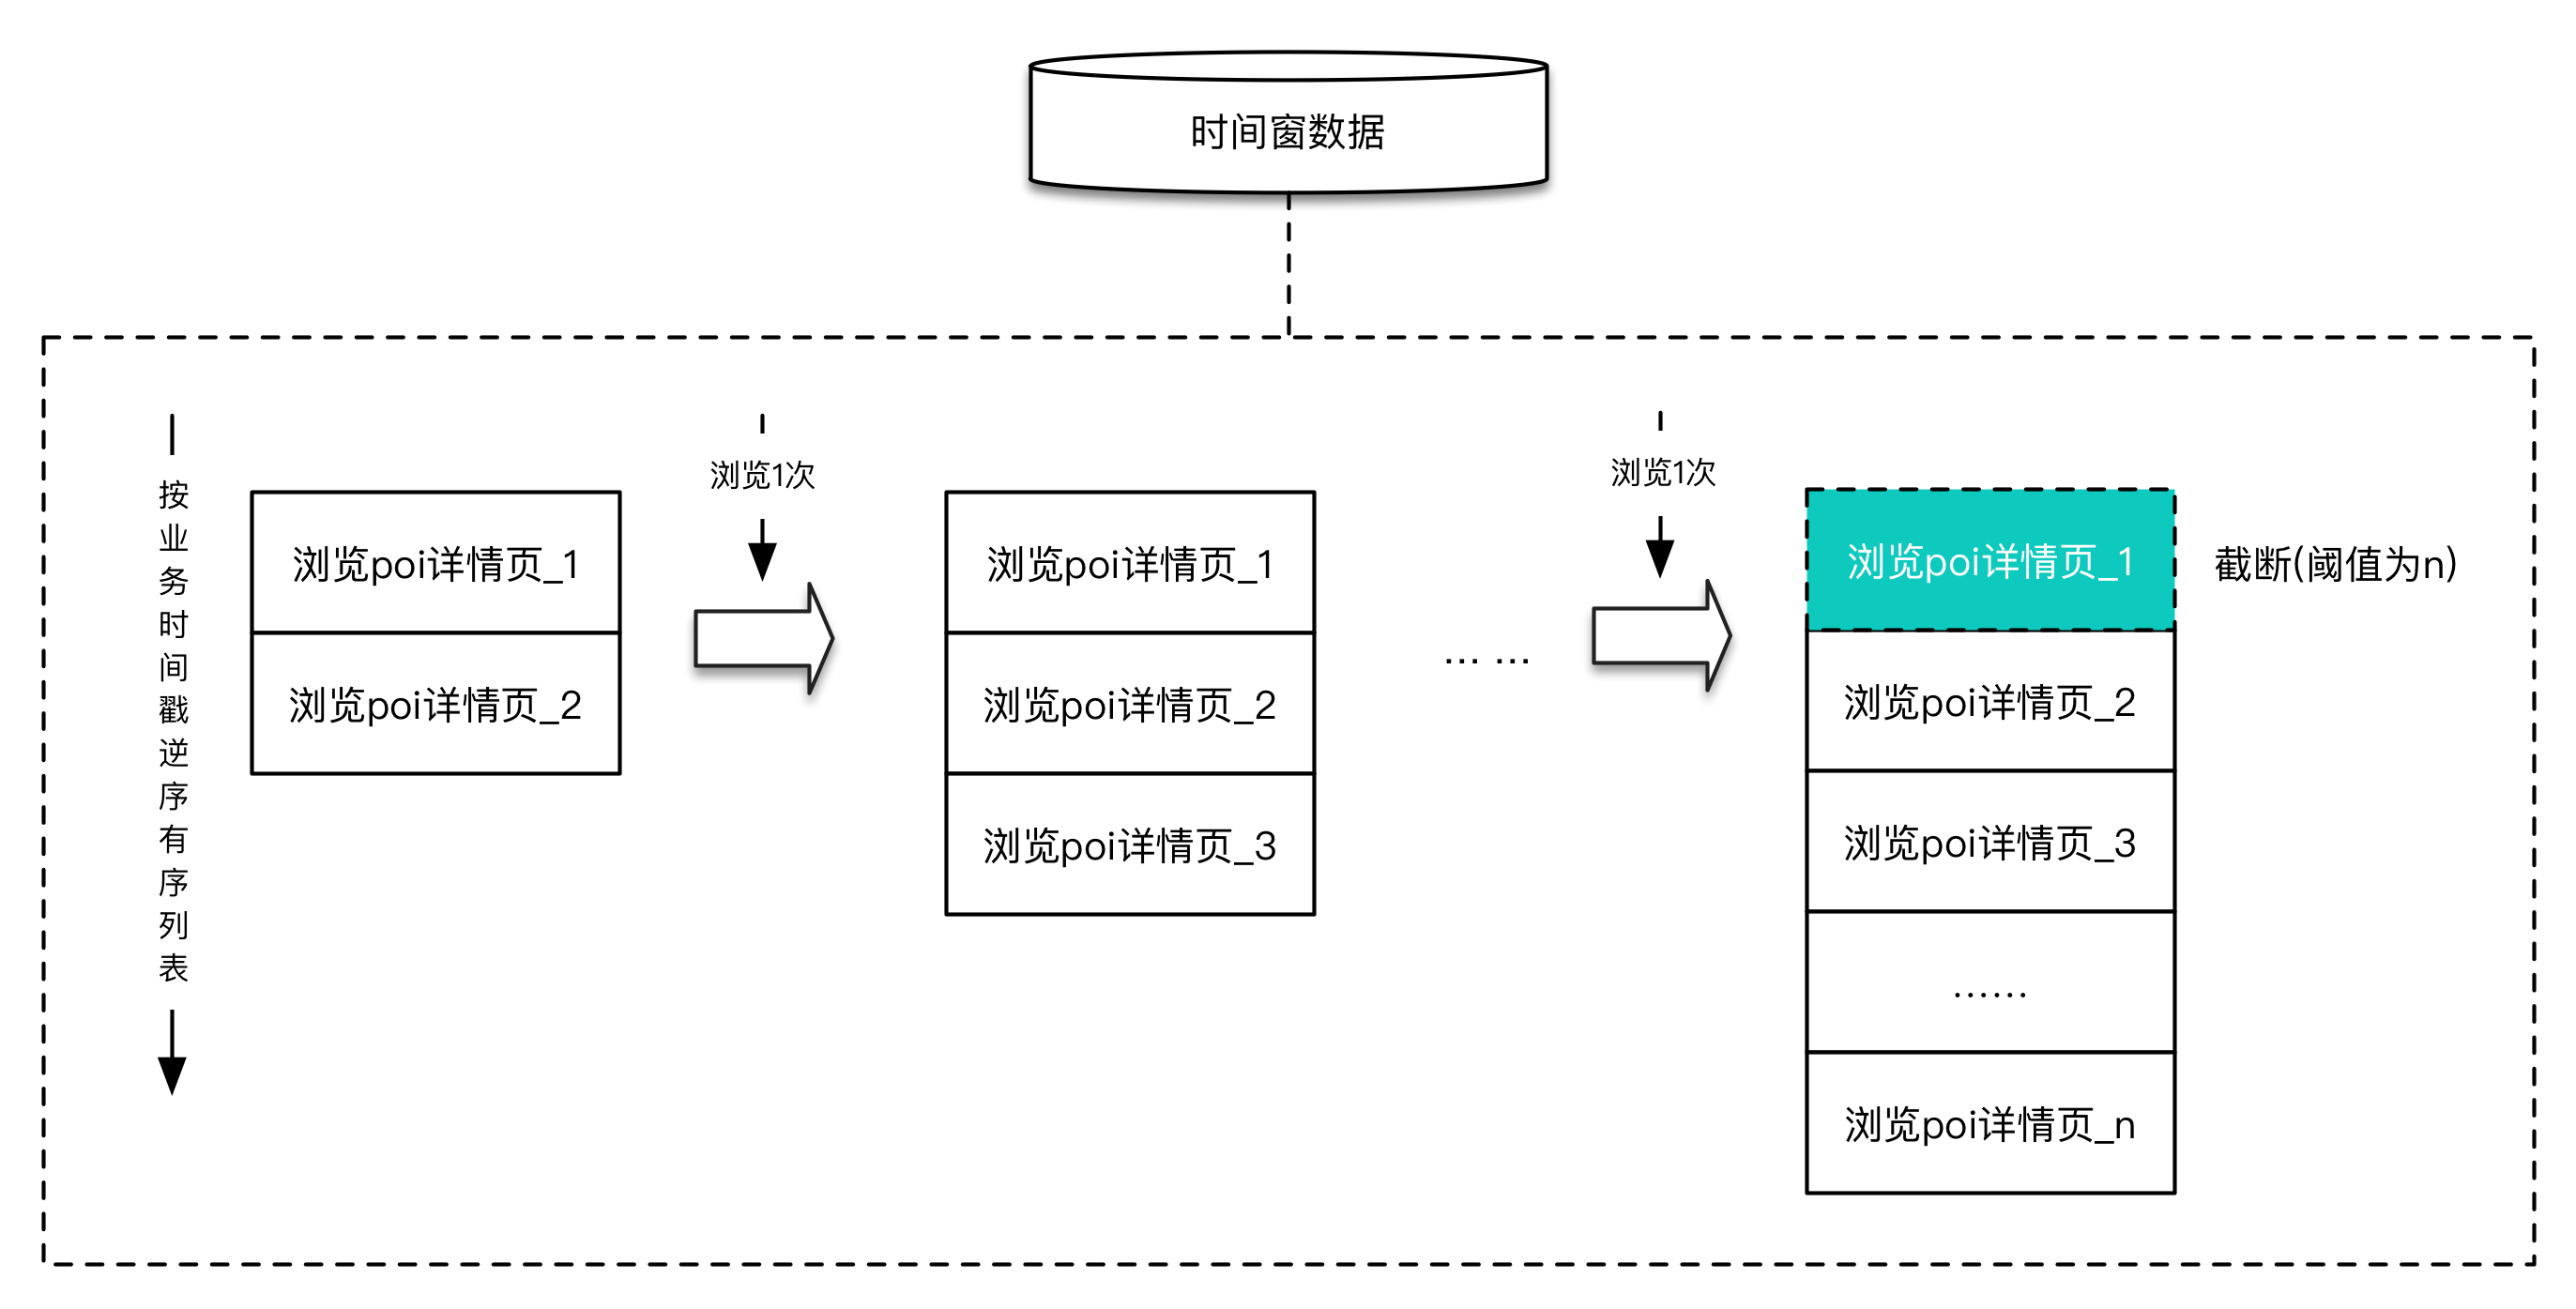 时间窗数据
按业务时间戳逆序有序列表
浏览poi详情页_1
浏览poi详情页_2
浏览1次
浏览poi详情页_1
浏览poi详情页_2
浏览poi详情页_3
... ...
浏览1次
浏览poi详情页_1
截断(阈值为n)
浏览poi详情页_2
浏览poi详情页_3
......
浏览poi详情页_n